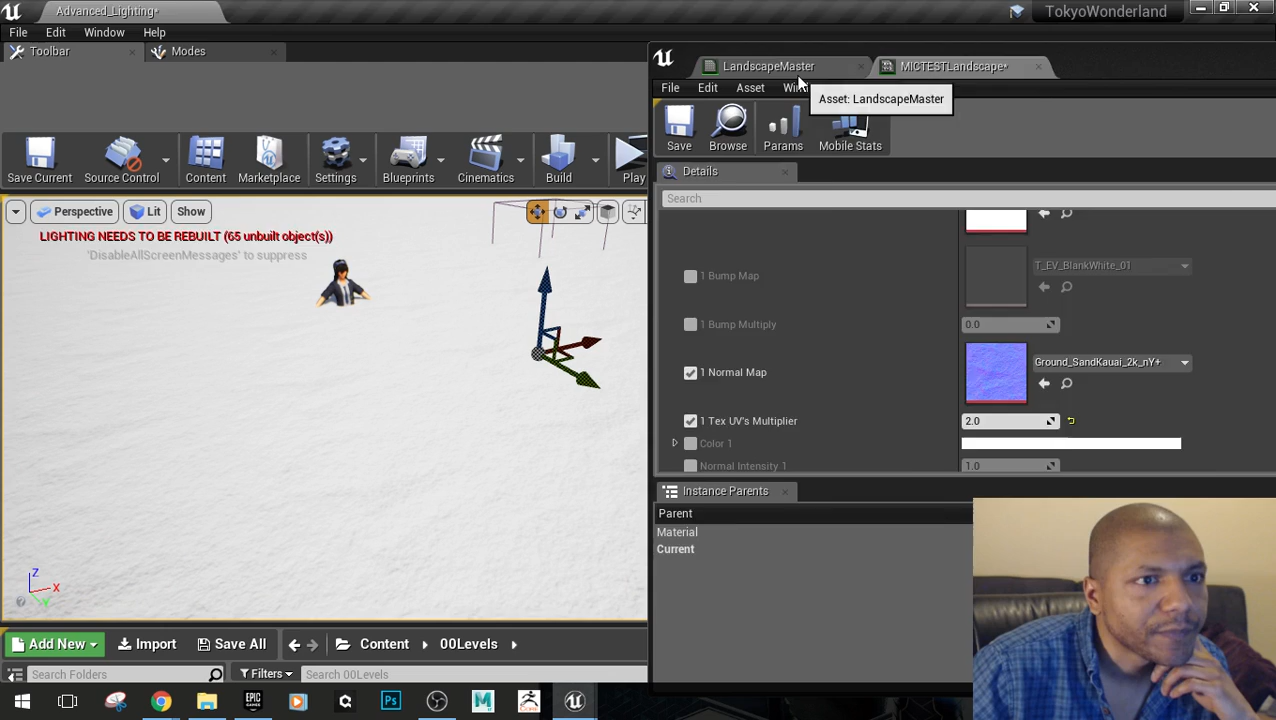 Advanced_Lighting*
TokyoWonderland
File Edit Window Help
Toolbar
Modes
LandscapeMaster
MICTESTLandscape*
File Edit Asset
Asset: LandscapeMaster
Save Current
Source Control
Content
Marketplace
Settings
Blueprints
Cinematics
Build
Play
Save
Browse
Params
Mobile Stats
Details
Search
Perspective
Lit
Show
LIGHTING NEEDS TO BE REBUILT (65 unbuilt object(s))
'DisableAllScreenMessages' to suppress
1 Bump Map
T_EV_BlankWhite_01
1 Bump Multiply
0.0
1 Normal Map
Ground_SandKauai_2k_nY+
1 Tex UV's Multiplier
2.0
Color 1
Normal Intensity 1
1.0
Instance Parents
Parent
Material
Current
Z
X
Y
Add New
Import
Save All
Content
00Levels
Search Folders
Filters
Search 00Levels
EPIC
GAMES
Ps
M